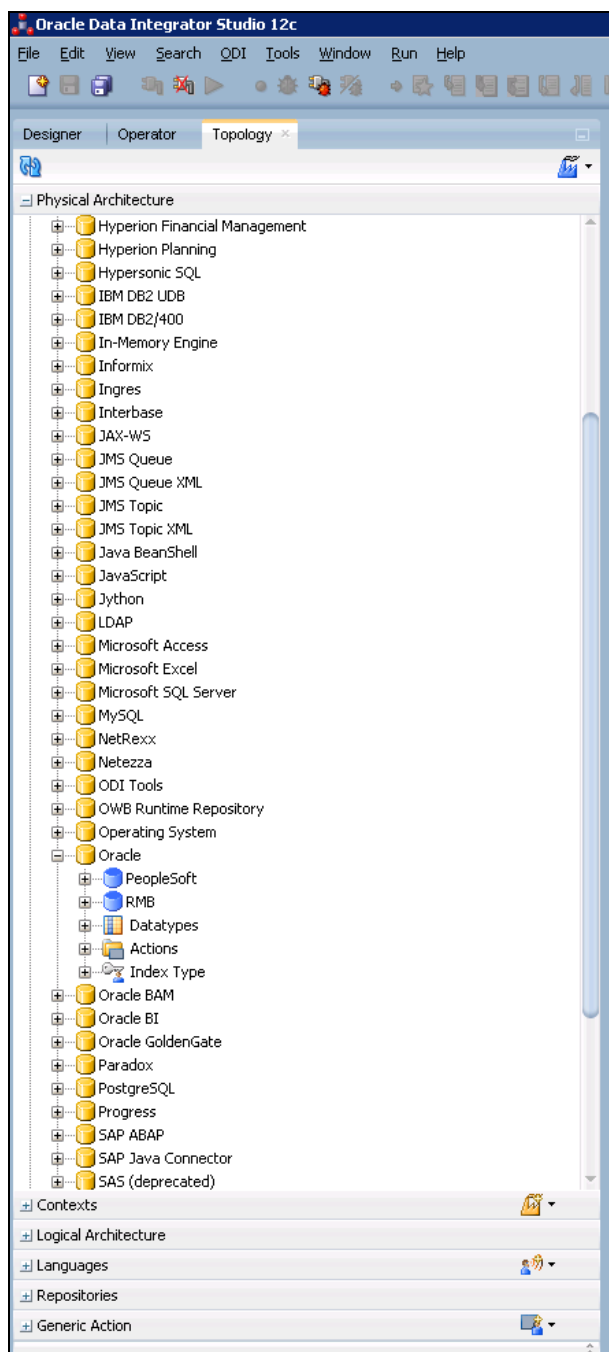 Oracle Data Integrator Studio 12c
File Edit View Search ODI Tools Window Run Help
Designer Operator Topology
Physical Architecture
Hyperion Financial Management
Hyperion Planning
Hypersonic SQL
IBM DB2 UDB
IBM DB2/400
In-Memory Engine
Informix
Ingres
Interbase
JAX-WS
JMS Queue
JMS Queue XML
JMS Topic
JMS Topic XML
Java BeanShell
JavaScript
Jython
LDAP
Microsoft Access
Microsoft Excel
Microsoft SQL Server
MySQL
NetRexx
Netezza
ODI Tools
OWB Runtime Repository
Operating System
Oracle
PeopleSoft
RMB
Datatypes
Actions
Index Type
Oracle BAM
Oracle BI
Oracle GoldenGate
Paradox
PostgreSQL
Progress
SAP ABAP
SAP Java Connector
SAS (deprecated)
Contexts
Logical Architecture
Languages
Repositories
Generic Action